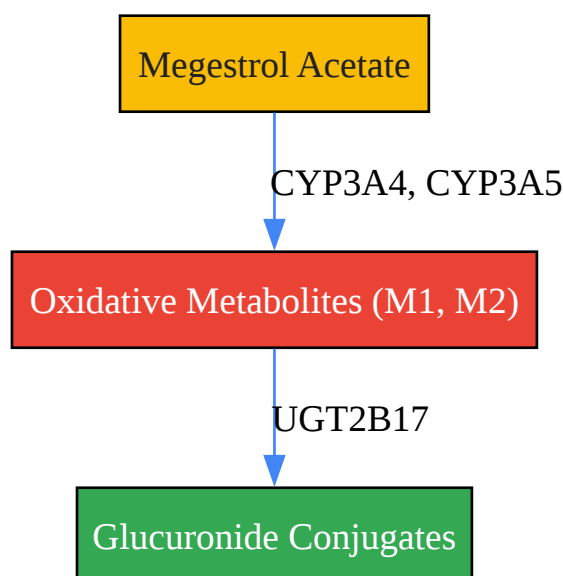 Megestrol Acetate
CYP3A4, CYP3A5
Oxidative Metabolites (M1, M2)
UGT2B17
Glucuronide Conjugates